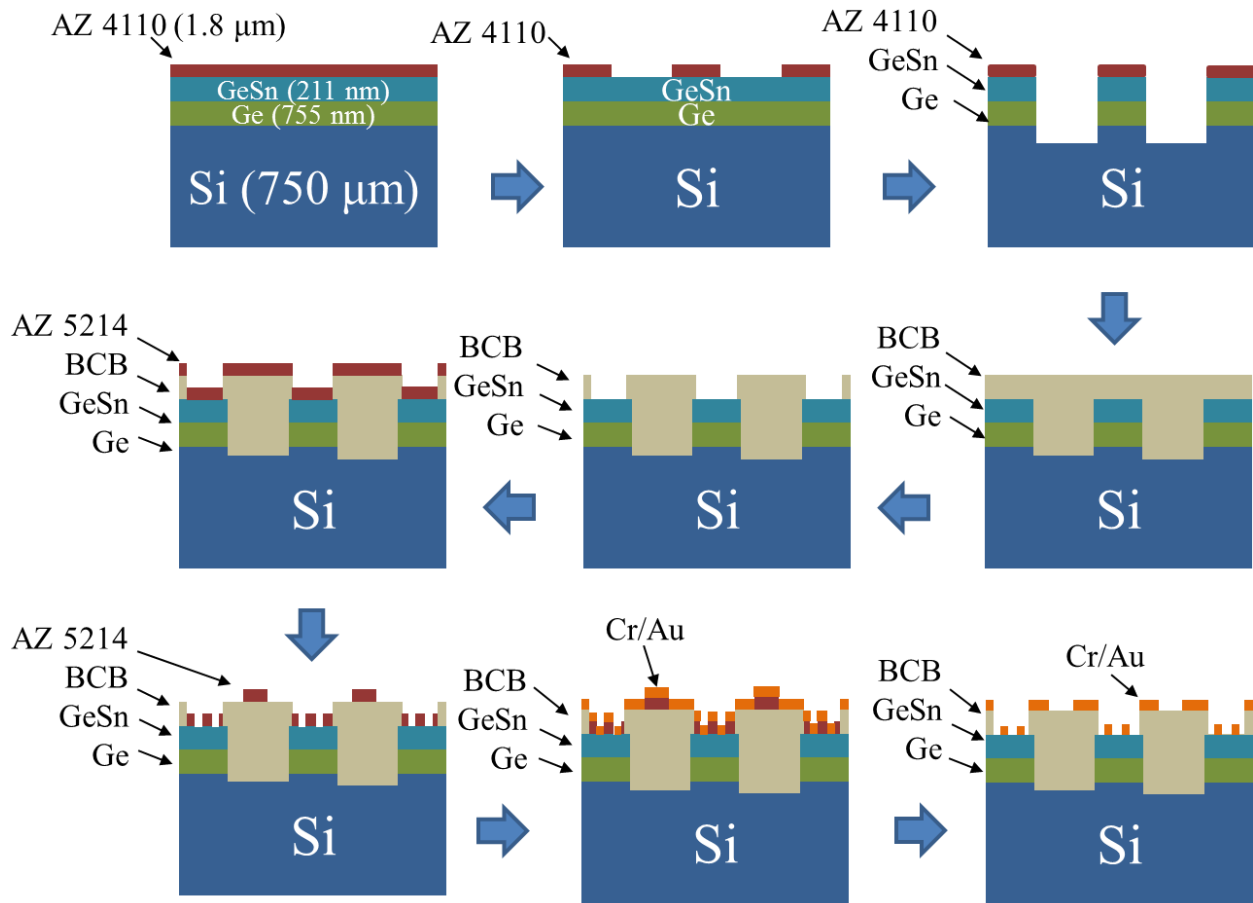 AZ 4110 (1.8 μm)
GeSn (211 nm)
Ge (755 nm)
Si (750 μm)
AZ 4110
GeSn
Ge
Si
AZ 4110
GeSn
Ge
Si
AZ 5214
BCB
GeSn
Ge
Si
BCB
GeSn
Ge
Si
BCB
GeSn
Ge
Si
AZ 5214
BCB
GeSn
Ge
Si
Cr/Au
BCB
GeSn
Ge
Si
Cr/Au
BCB
GeSn
Ge
Si